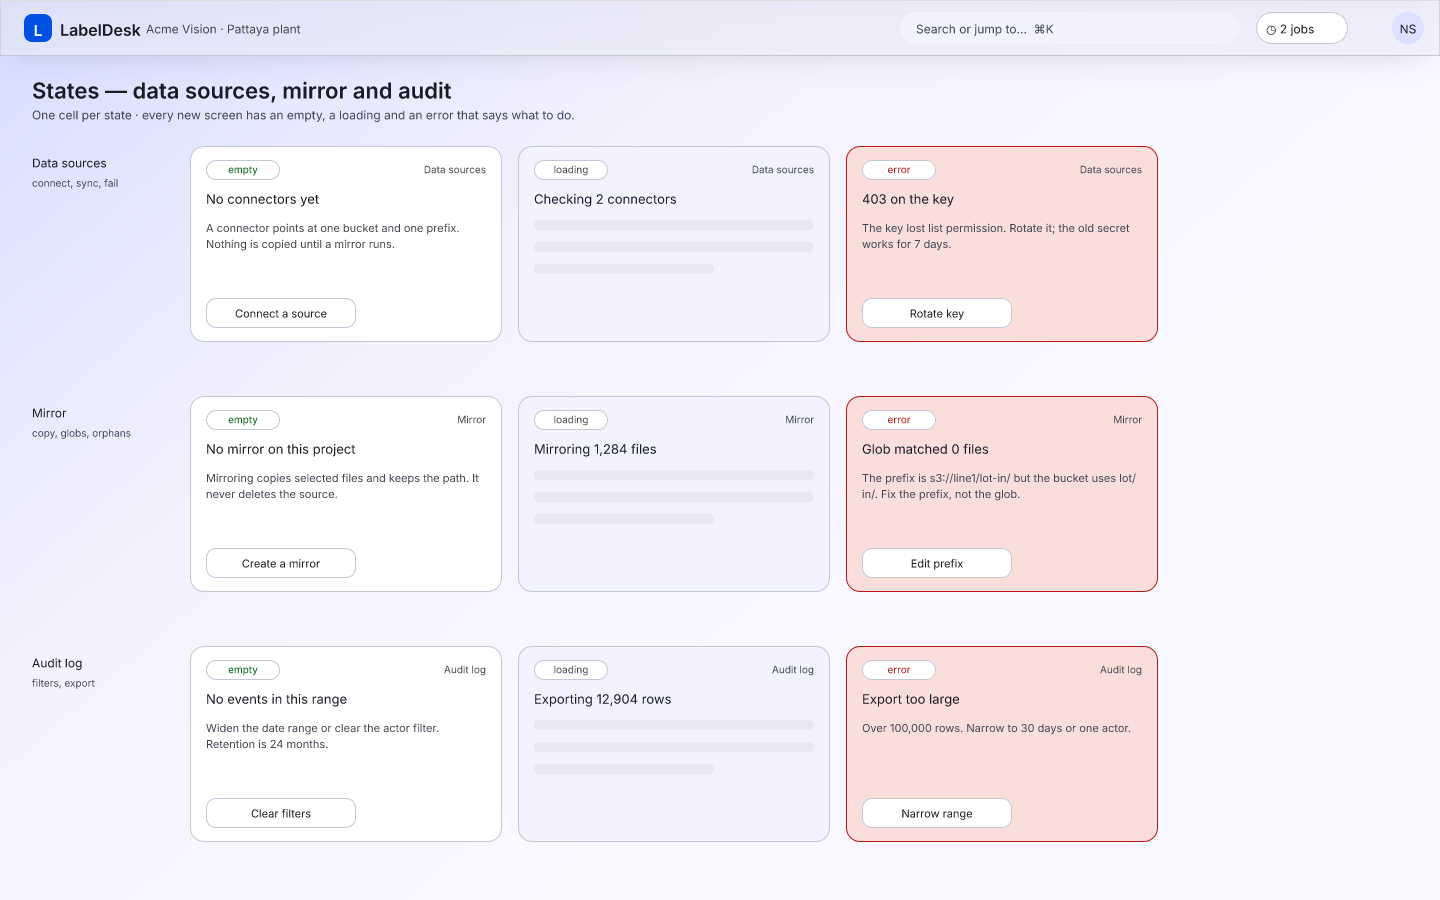 L LabelDesk Acme Vision · Pattaya plant Search or jump to... ⌘K ◷ 2 jobs NS
States — data sources, mirror and audit
One cell per state · every new screen has an empty, a loading and an error that says what to do.
Data sources
connect, sync, fail
empty Data sources
No connectors yet
A connector points at one bucket and one prefix.
Nothing is copied until a mirror runs.
Connect a source
loading Data sources
Checking 2 connectors
error Data sources
403 on the key
The key lost list permission. Rotate it; the old secret
works for 7 days.
Rotate key
Mirror
copy, globs, orphans
empty Mirror
No mirror on this project
Mirroring copies selected files and keeps the path. It
never deletes the source.
Create a mirror
loading Mirror
Mirroring 1,284 files
error Mirror
Glob matched 0 files
The prefix is s3://line1/lot-in/ but the bucket uses lot/
in/. Fix the prefix, not the glob.
Edit prefix
Audit log
filters, export
empty Audit log
No events in this range
Widen the date range or clear the actor filter.
Retention is 24 months.
Clear filters
loading Audit log
Exporting 12,904 rows
error Audit log
Export too large
Over 100,000 rows. Narrow to 30 days or one actor.
Narrow range